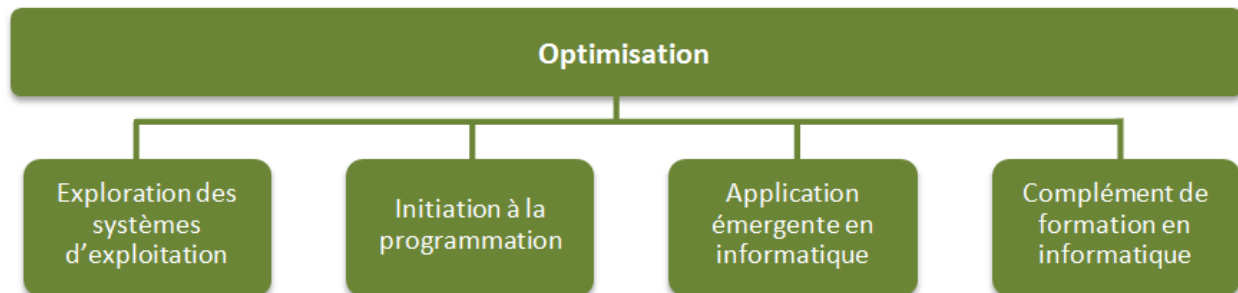 Optimisation
Exploration des
systèmes
d’exploitation
Initiation à la
programmation
Application
émergente en
informatique
Complément de
formation en
informatique